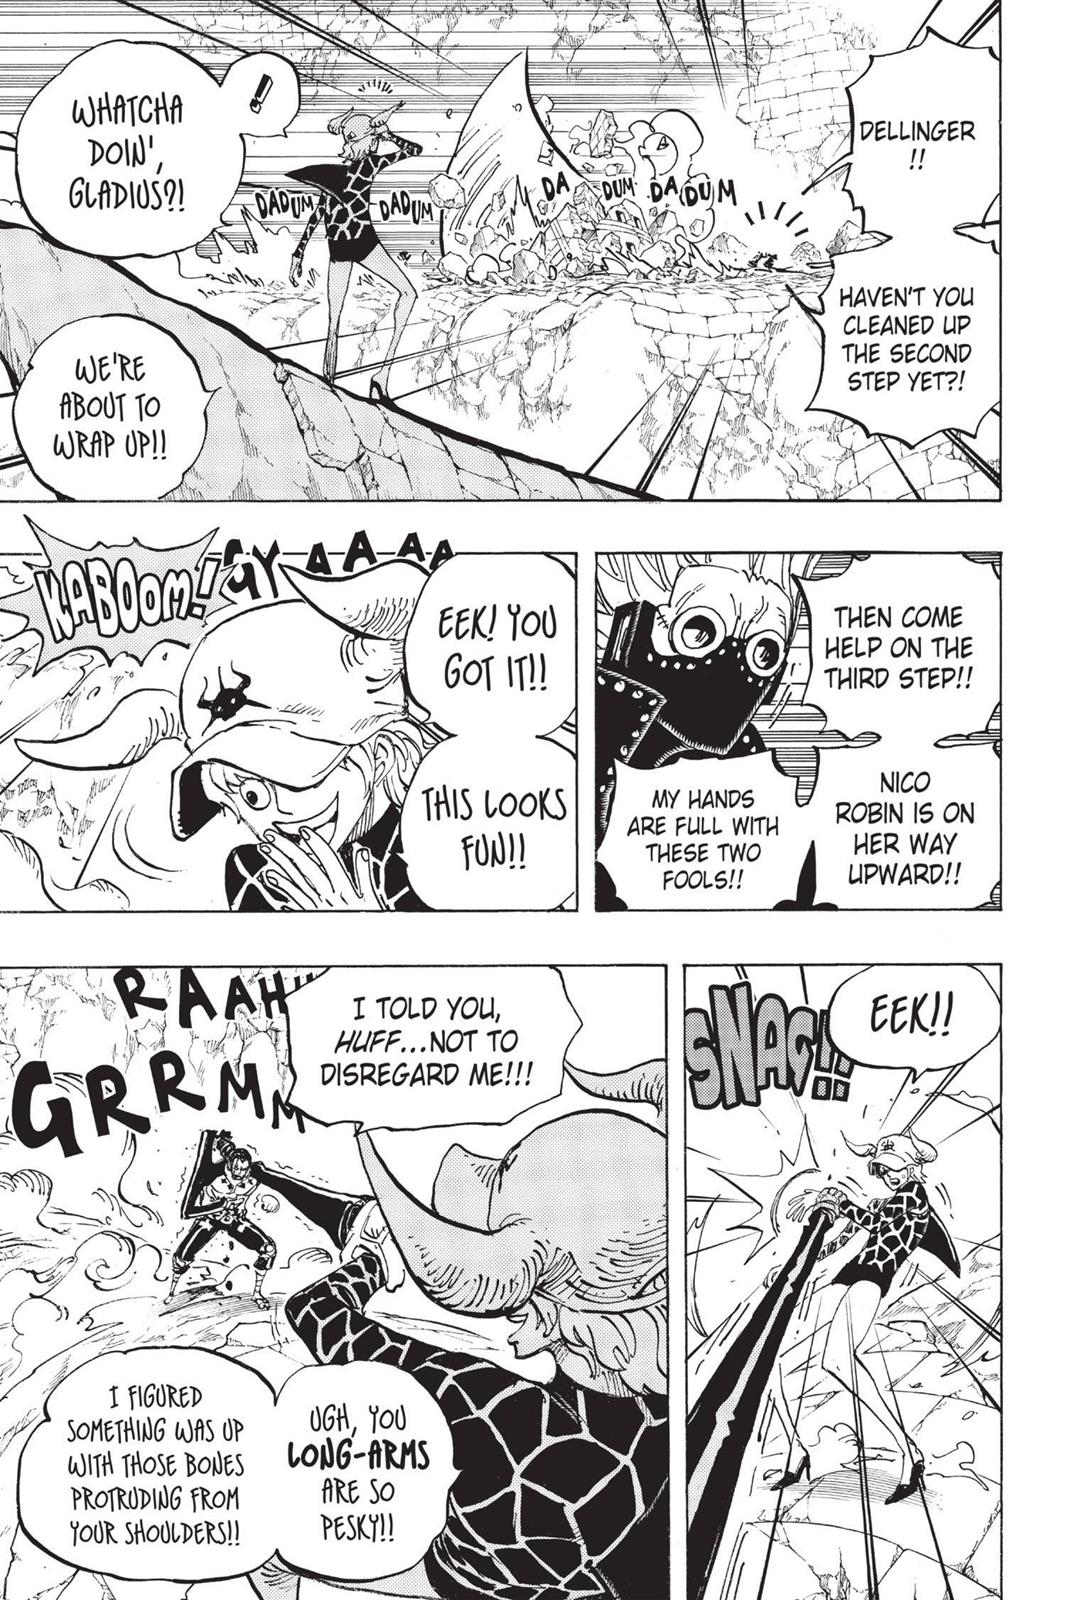 DELLINGER
!!
HAVEN'T YOU
CLEANED UP
THE SECOND
STEP YET?!
!
WHATCHA
DOIN',
GLADIUS?!
WE'RE
ABOUT TO
WRAP UP!!
DADUM
DADUM
DA
DUM
DA
DUM
THEN COME
HELP ON THE
THIRD STEP!!
NICO
ROBIN IS ON
HER WAY
UPWARD!!
MY HANDS
ARE FULL WITH
THESE TWO
FOOLS!!
KABOOM!
GYAAAA
EEK! YOU
GOT IT!!
THIS LOOKS
FUN!!
EEK!!
SNAG!!
RAAH!!
I TOLD YOU,
HUFF...NOT TO
DISREGARD ME!!!
GRRMM
UGH, YOU
LONG-ARMS
ARE SO
PESKY!!
I FIGURED
SOMETHING WAS UP
WITH THOSE BONES
PROTRUDING FROM
YOUR SHOULDERS!!